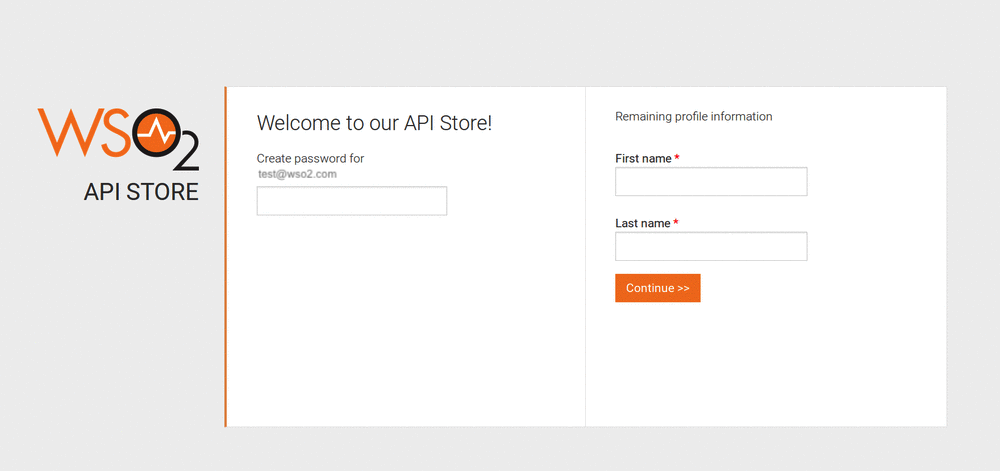 WSO2
API STORE
Welcome to our API Store!
Create password for
test@wso2.com
Remaining profile information
First name *
Last name *
Continue >>